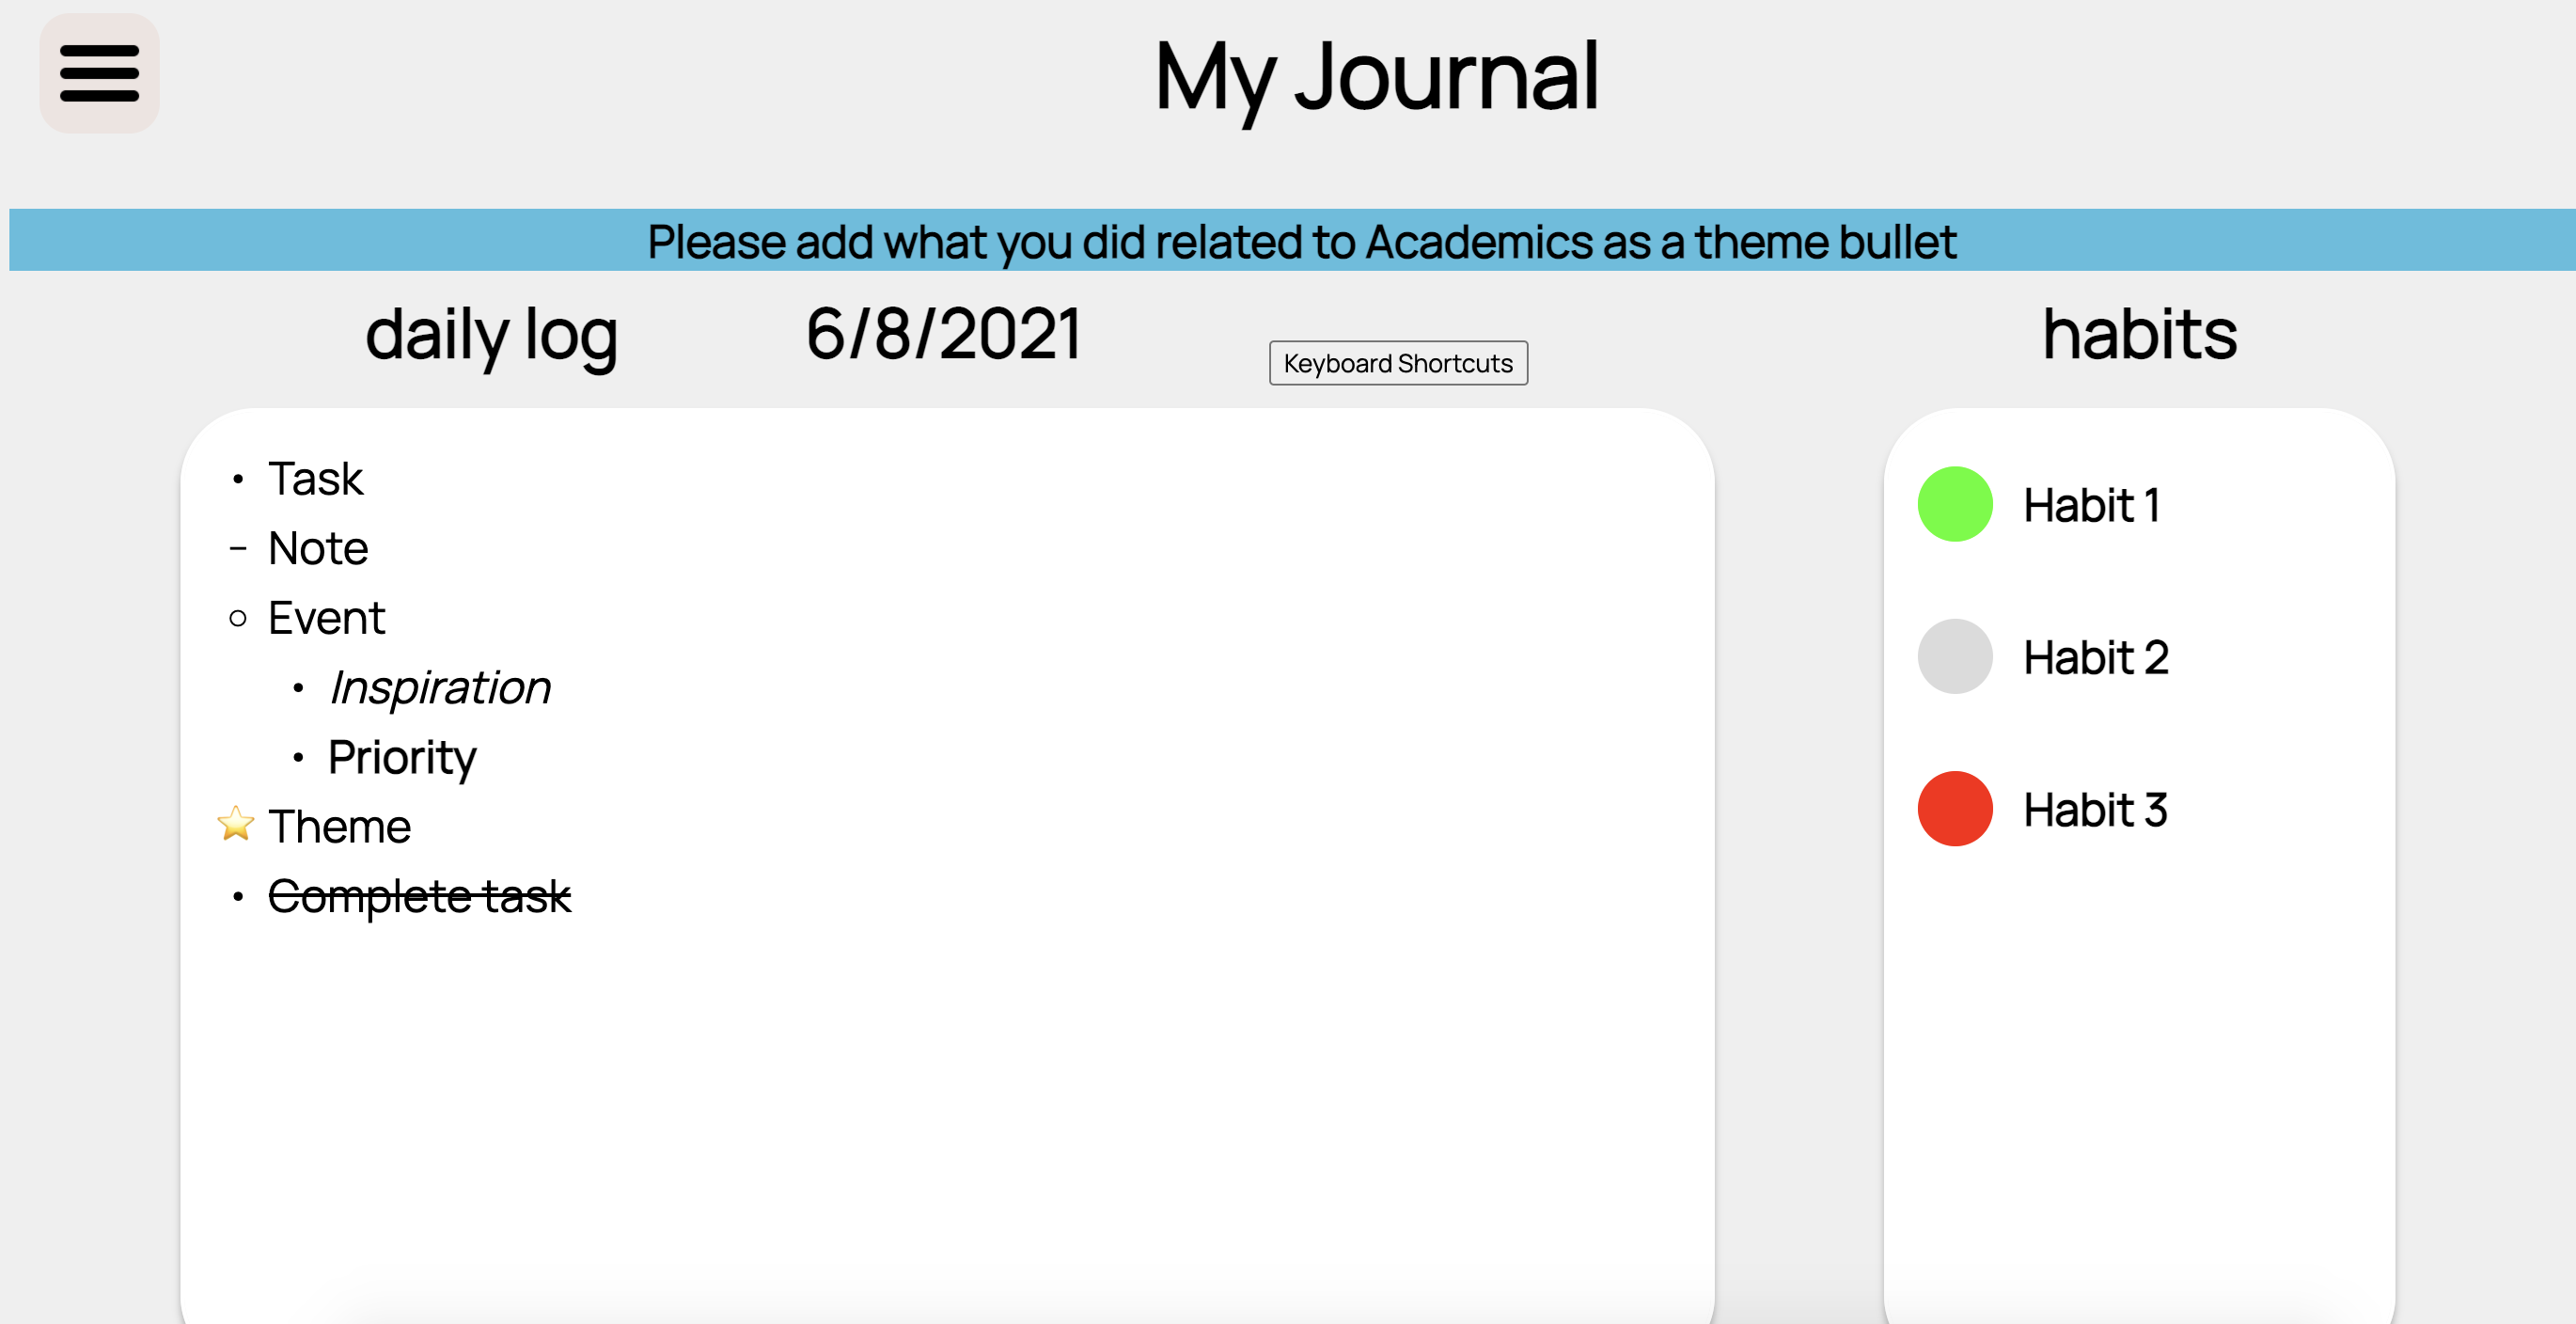 My Journal
Please add what you did related to Academics as a theme bullet
daily log 6/8/2021 Keyboard Shortcuts
• Task
– Note
○ Event
• Inspiration
• Priority
⭐ Theme
• Complete task
habits
Habit 1
Habit 2
Habit 3